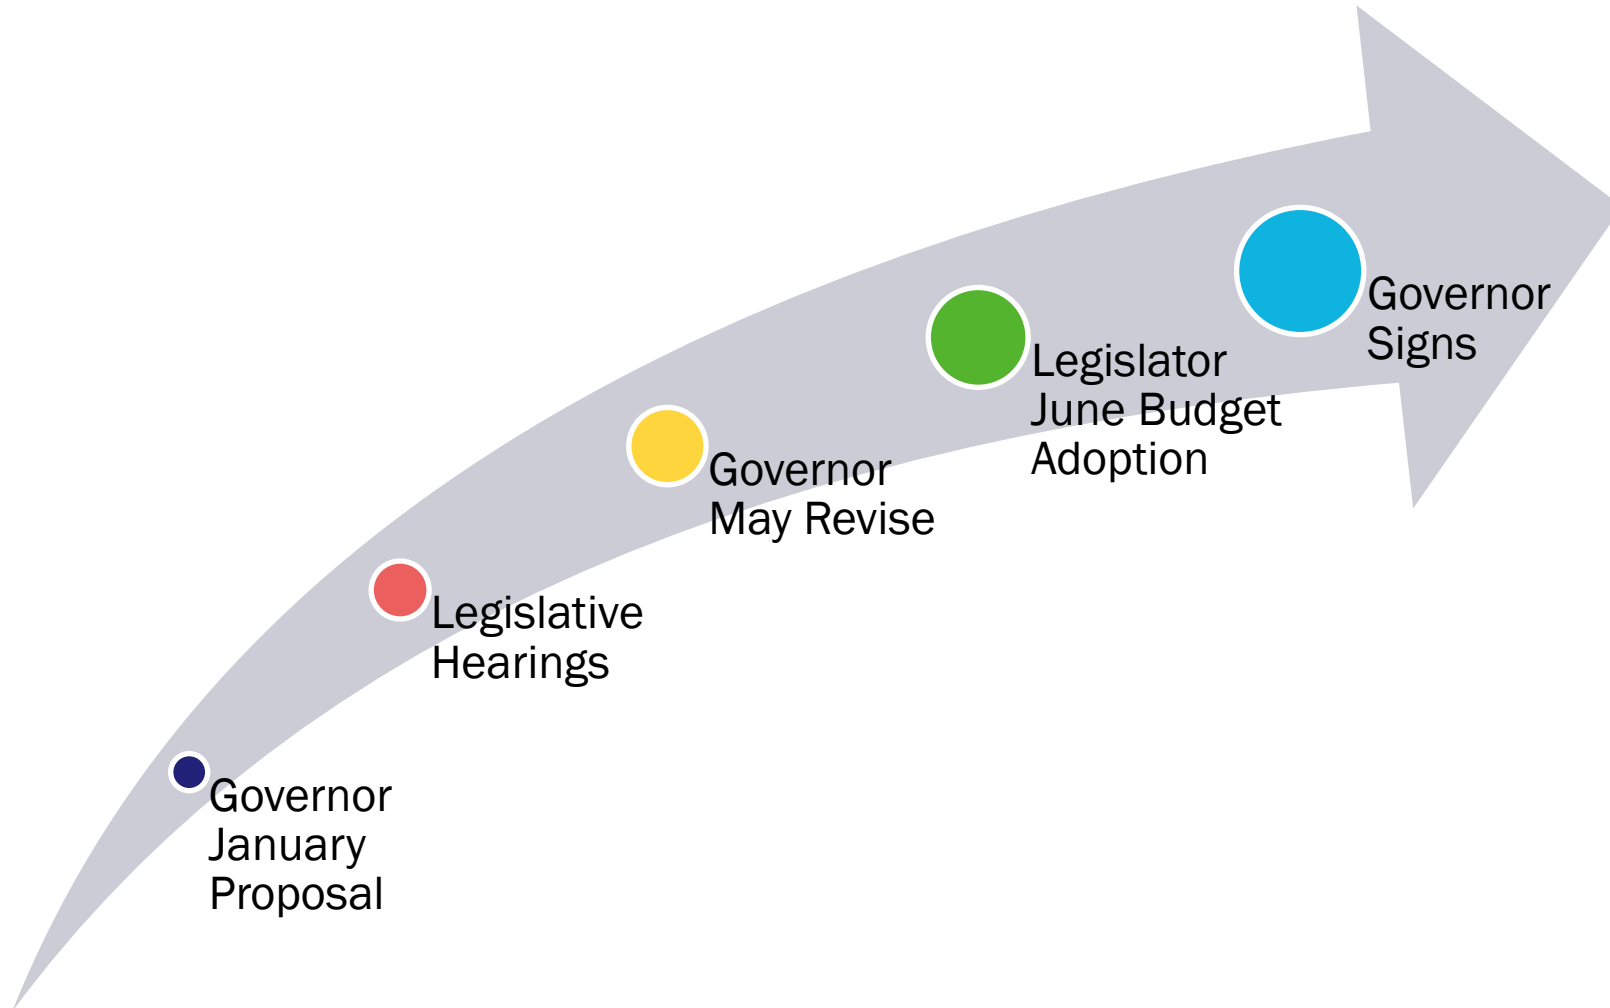 Governor
January
Proposal
Legislative
Hearings
Governor
May Revise
Legislator
June Budget
Adoption
Governor
Signs